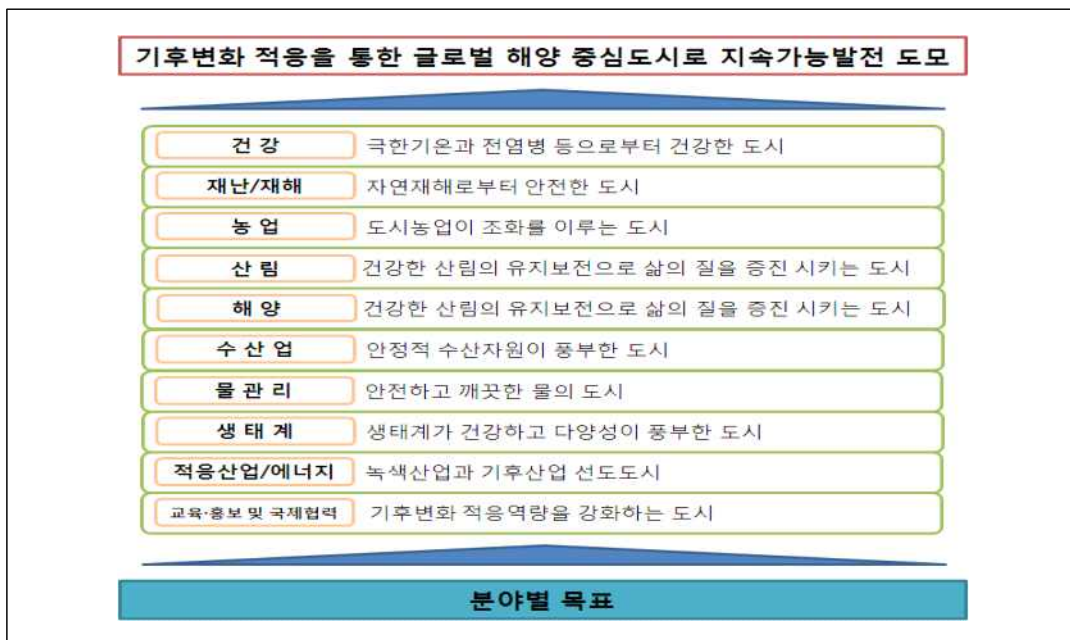 기후변화 적응을 통한 글로벌 해양 중심도시로 지속가능발전 도모
건 강 극한기온과 전염병 등으로부터 건강한 도시
재난/재해 자연재해로부터 안전한 도시
농 업 도시농업이 조화를 이루는 도시
산 림 건강한 산림의 유지보전으로 삶의 질을 증진 시키는 도시
해 양 건강한 산림의 유지보전으로 삶의 질을 증진 시키는 도시
수 산 업 안정적 수산자원이 풍부한 도시
물 관 리 안전하고 깨끗한 물의 도시
생 태 계 생태계가 건강하고 다양성이 풍부한 도시
적응산업/에너지 녹색산업과 기후산업 선도도시
교육·홍보 및 국제협력 기후변화 적응역량을 강화하는 도시
분야별 목표